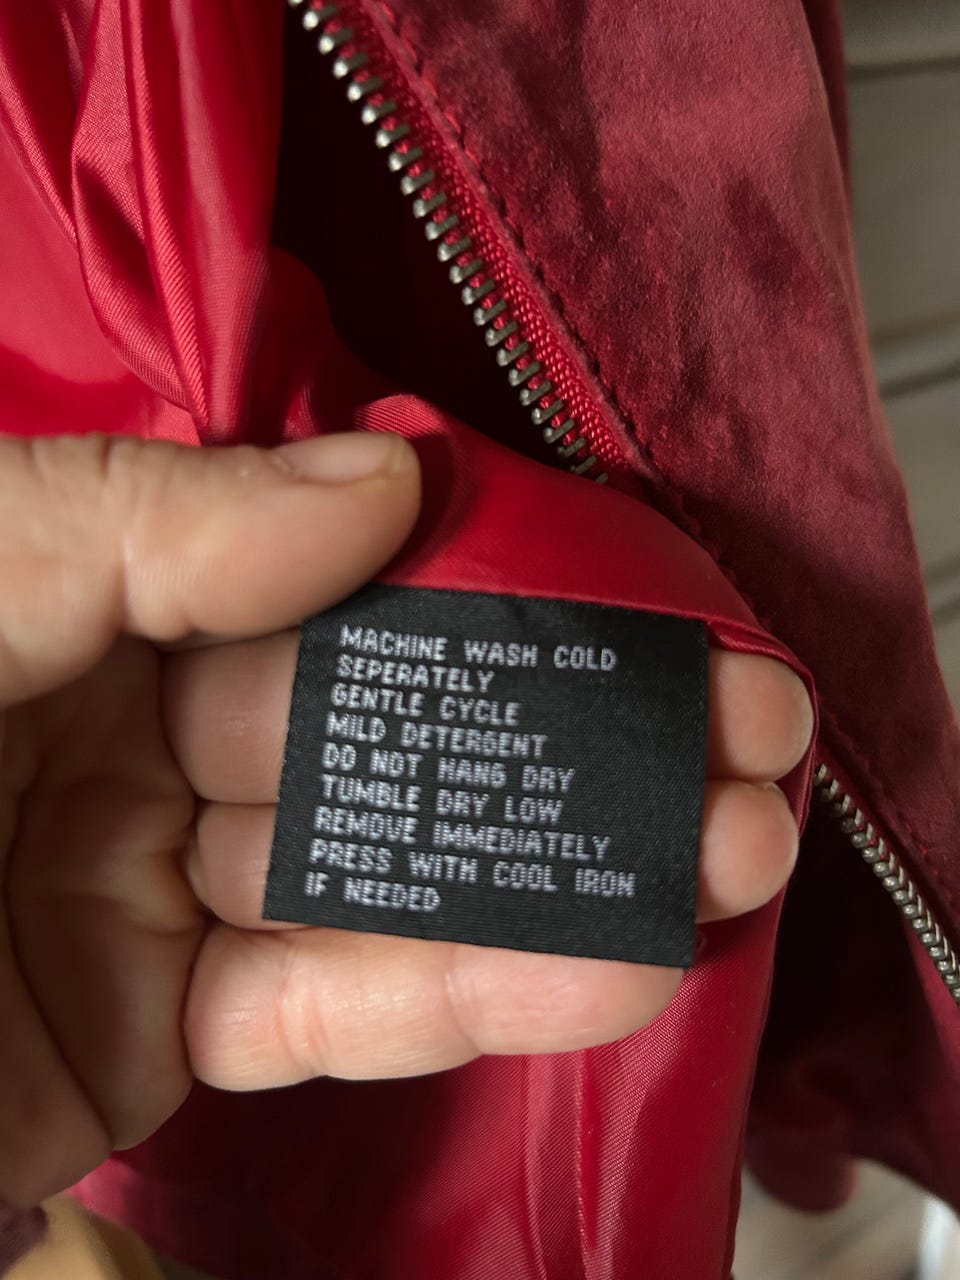 MACHINE WASH COLD
SEPERATELY
GENTLE CYCLE
MILD DETERGENT
DO NOT HANG DRY
TUMBLE DRY LOW
REMOVE IMMEDIATELY
PRESS WITH COOL IRON
IF NEEDED